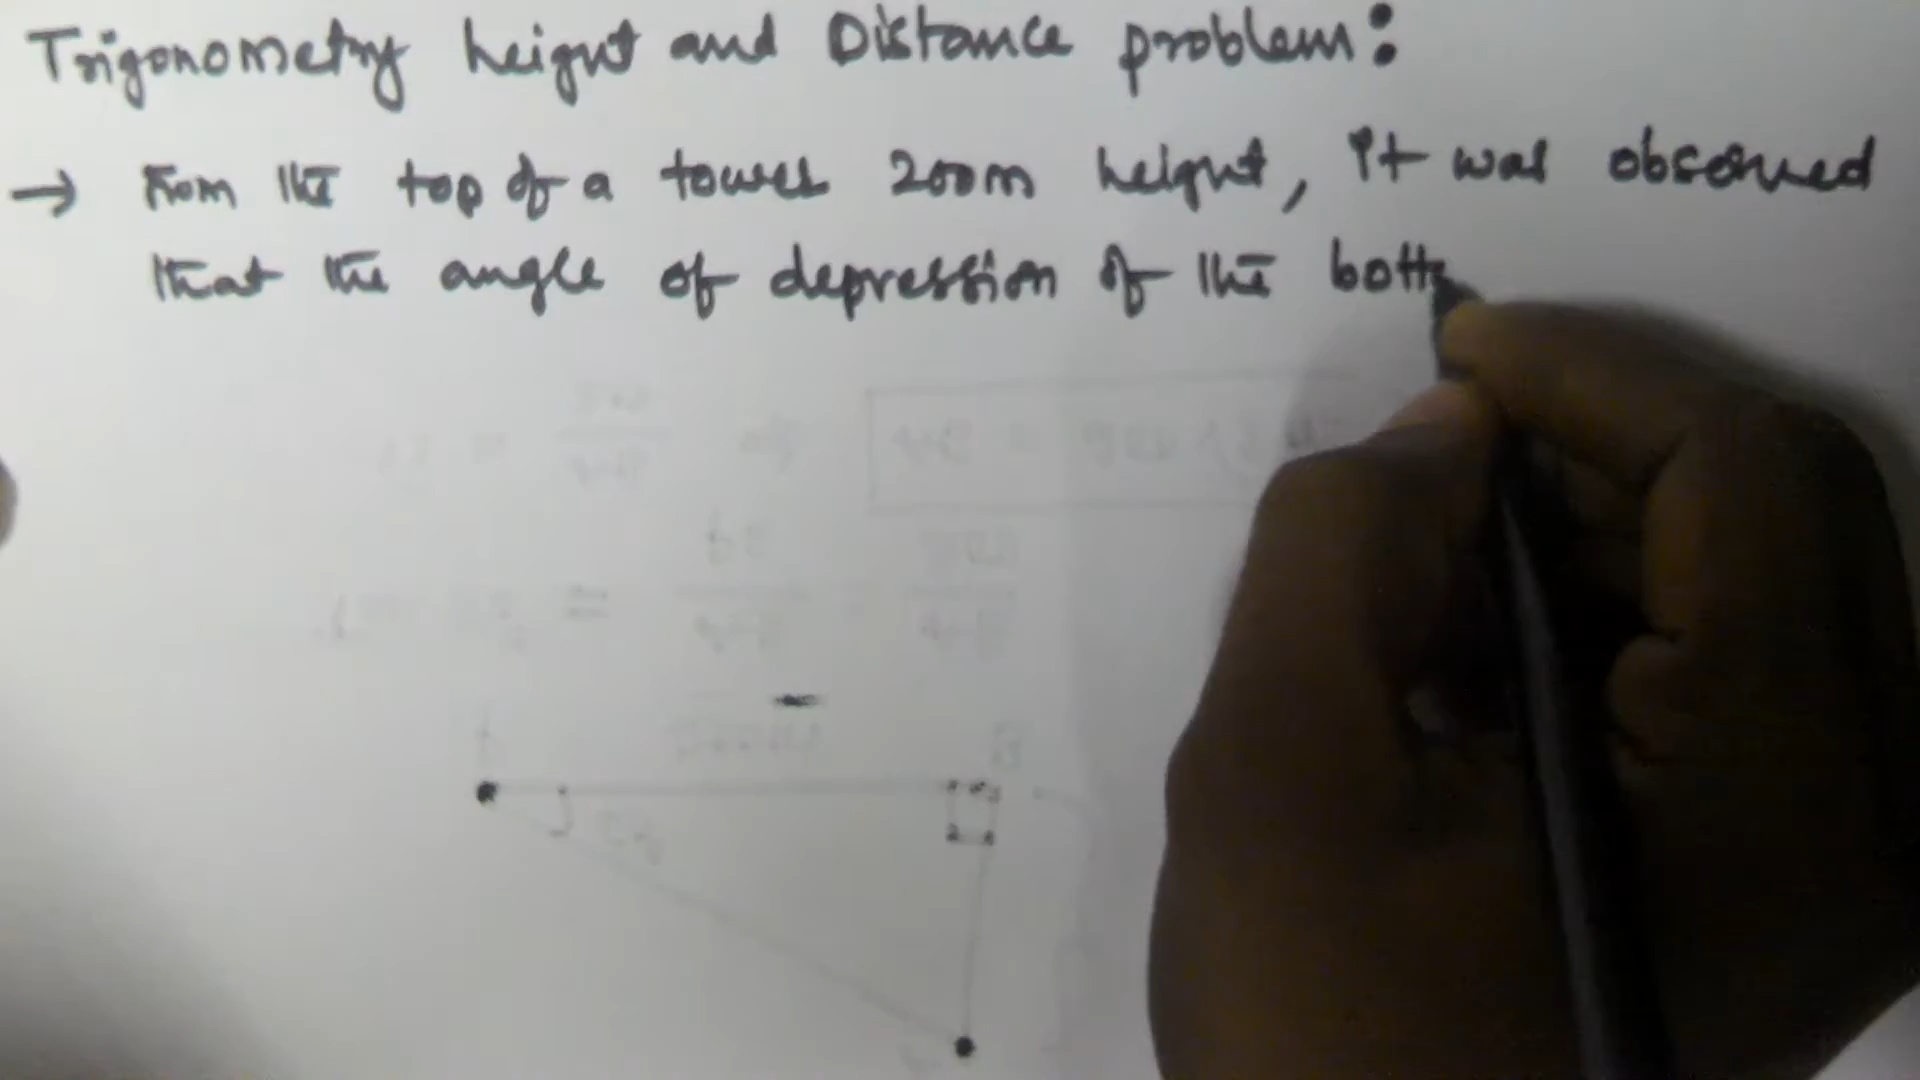 Trigonometry height and Distance problem:
→ From the top of a tower 200m height, it was observed
that the angle of depression of the botto